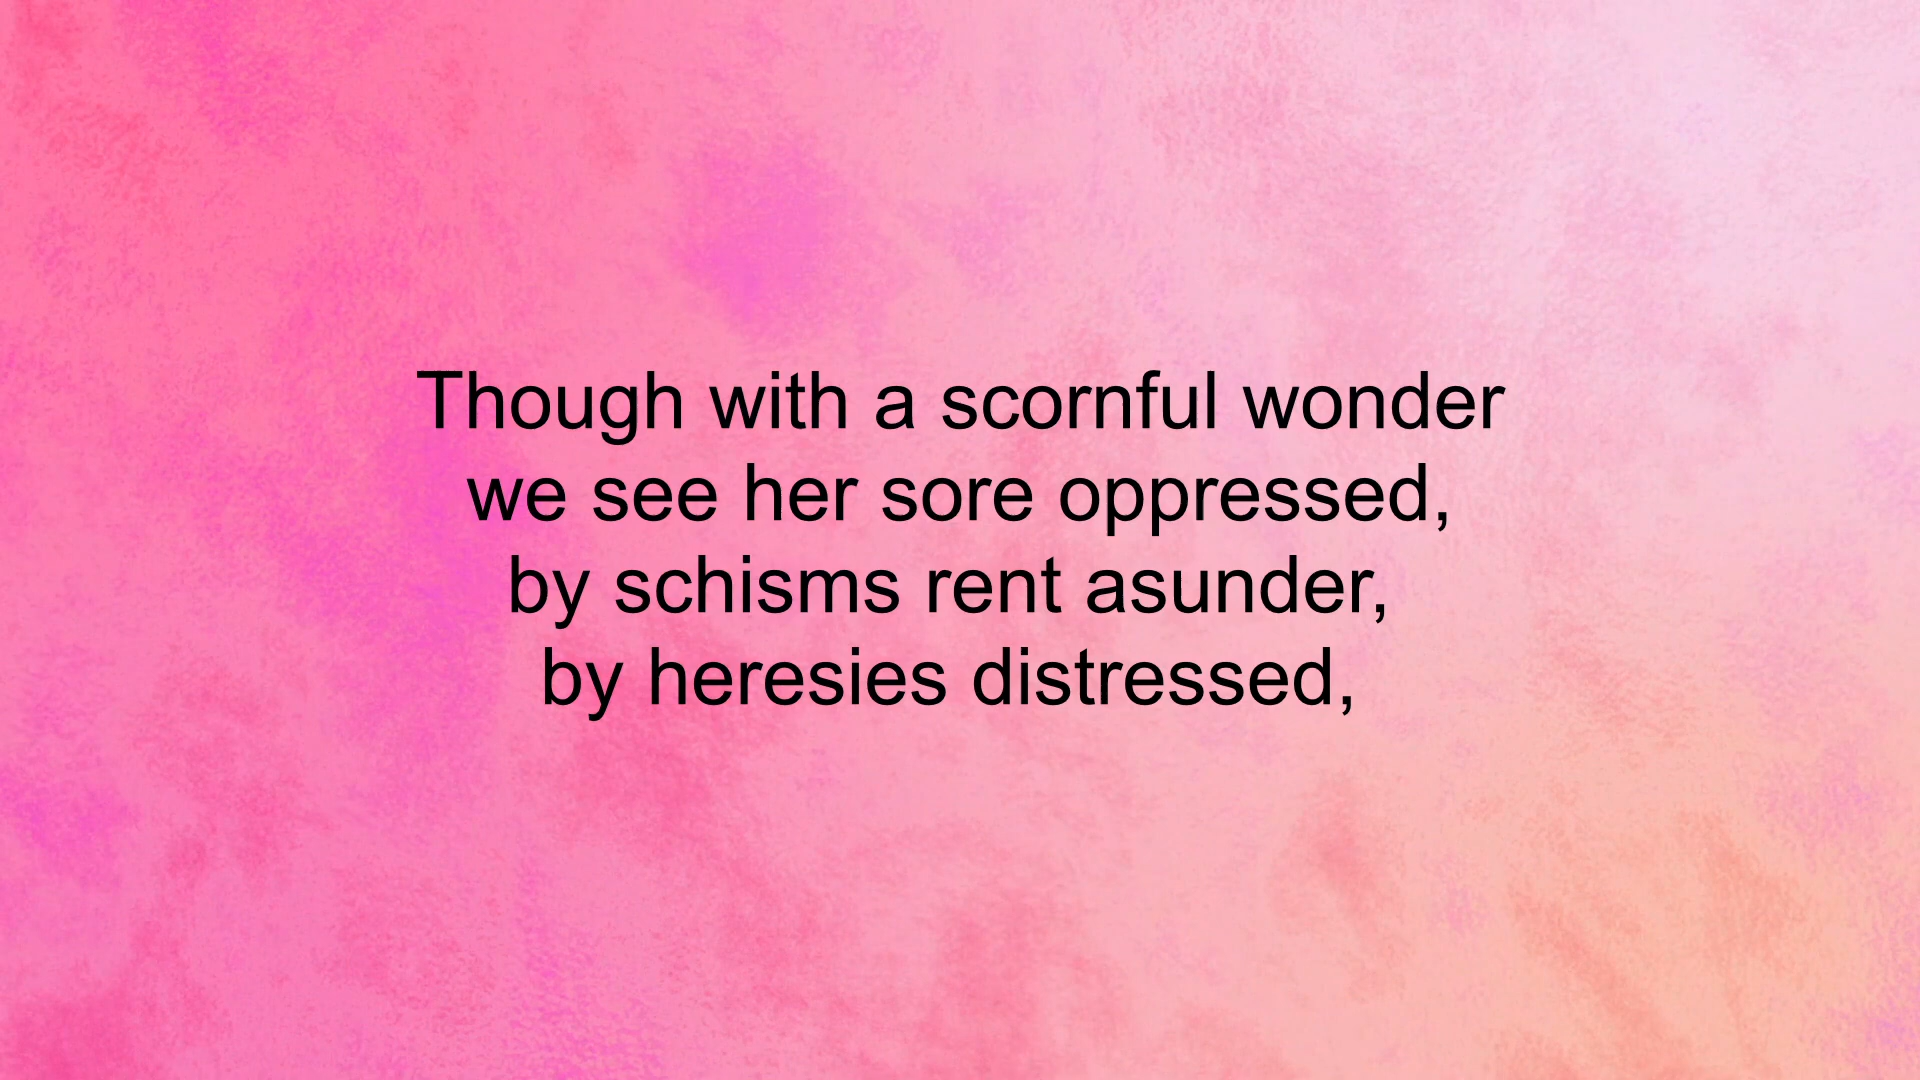 Though with a scornful wonder
we see her sore oppressed,
by schisms rent asunder,
by heresies distressed,